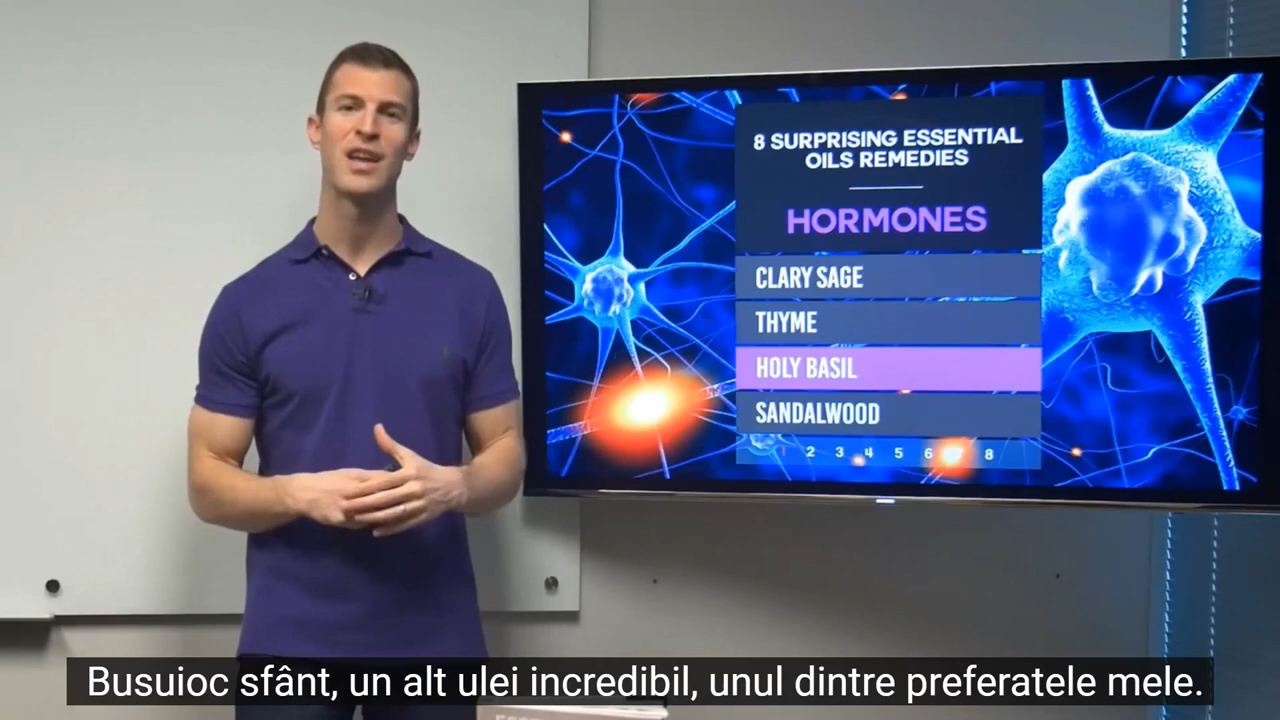 8 SURPRISING ESSENTIAL
OILS REMEDIES
HORMONES
CLARY SAGE
THYME
HOLY BASIL
SANDALWOOD
2 3 4 5 6 8
Busuioc sfânt, un alt ulei incredibil, unul dintre preferatele mele.